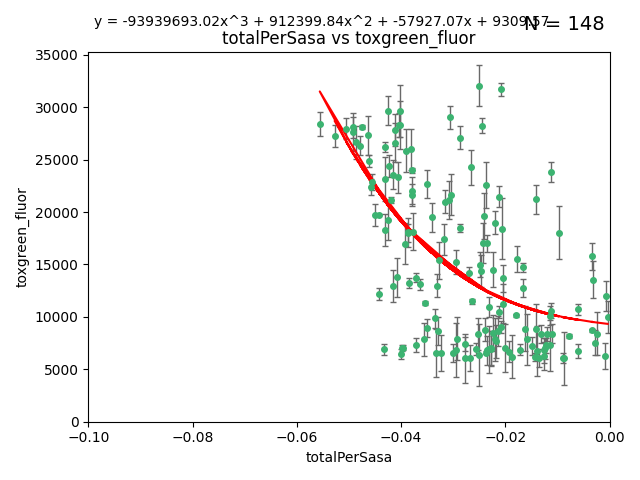 y = -93939693.02x^3 + 912399.84x^2 + -57927.07x + 9309.57
N = 148
totalPerSasa vs toxgreen_fluor
35000
30000
25000
20000
15000
10000
5000
0
toxgreen_fluor
−0.10 −0.08 −0.06 −0.04 −0.02 0.00
totalPerSasa